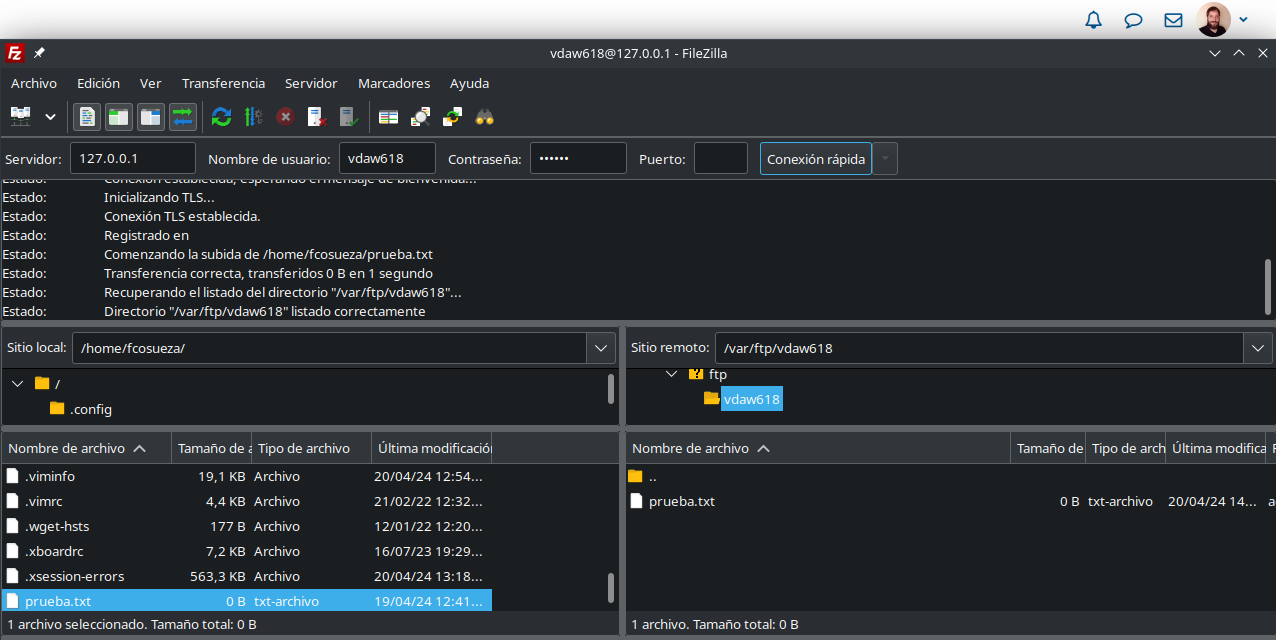 vdaw618@127.0.0.1 - FileZilla
Archivo Edición Ver Transferencia Servidor Marcadores Ayuda
Servidor: 127.0.0.1 Nombre de usuario: vdaw618 Contraseña: •••••• Puerto: Conexión rápida
Estado: Conexión establecida, esperando el mensaje de bienvenida...
Estado: Inicializando TLS...
Estado: Conexión TLS establecida.
Estado: Registrado en
Estado: Comenzando la subida de /home/fcosueza/prueba.txt
Estado: Transferencia correcta, transferidos 0 B en 1 segundo
Estado: Recuperando el listado del directorio "/var/ftp/vdaw618"...
Estado: Directorio "/var/ftp/vdaw618" listado correctamente
Sitio local: /home/fcosueza/
/
.config
Nombre de archivo Tamaño de a Tipo de archivo Última modificación
.viminfo 19,1 KB Archivo 20/04/24 12:54...
.vimrc 4,4 KB Archivo 21/02/22 12:32...
.wget-hsts 177 B Archivo 12/01/22 12:20...
.xboardrc 7,2 KB Archivo 16/07/23 19:29...
.xsession-errors 563,3 KB Archivo 20/04/24 13:18...
prueba.txt 0 B txt-archivo 19/04/24 12:41...
1 archivo seleccionado. Tamaño total: 0 B
Sitio remoto: /var/ftp/vdaw618
ftp
vdaw618
Nombre de archivo Tamaño de Tipo de arch Última modifica
..
prueba.txt 0 B txt-archivo 20/04/24 14... a
1 archivo. Tamaño total: 0 B